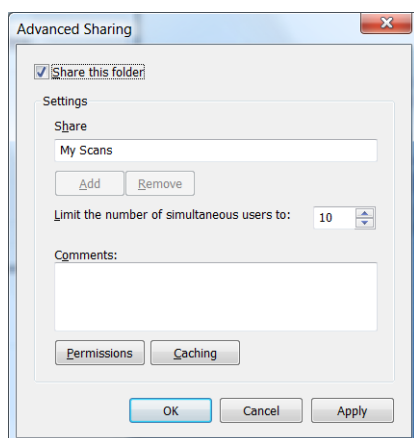 Advanced Sharing
Share this folder
Settings
Share
My Scans
Add Remove
Limit the number of simultaneous users to: 10
Comments:
Permissions Caching
OK Cancel Apply